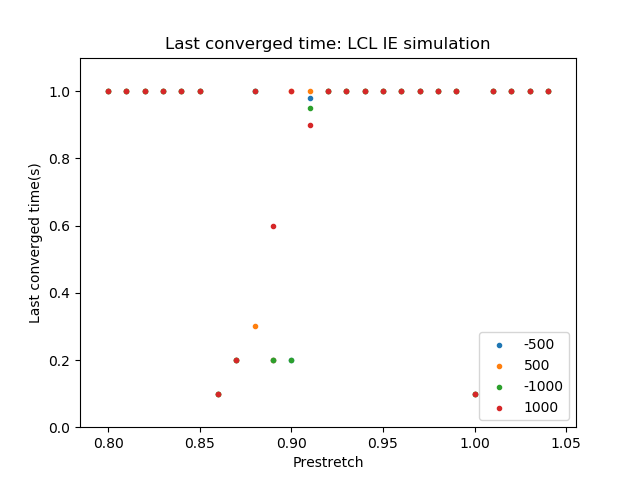 Last converged time: LCL IE simulation
Last converged time(s)
1.0
0.8
0.6
0.4
0.2
0.0
0.80 0.85 0.90 0.95 1.00 1.05
Prestretch
-500
500
-1000
1000